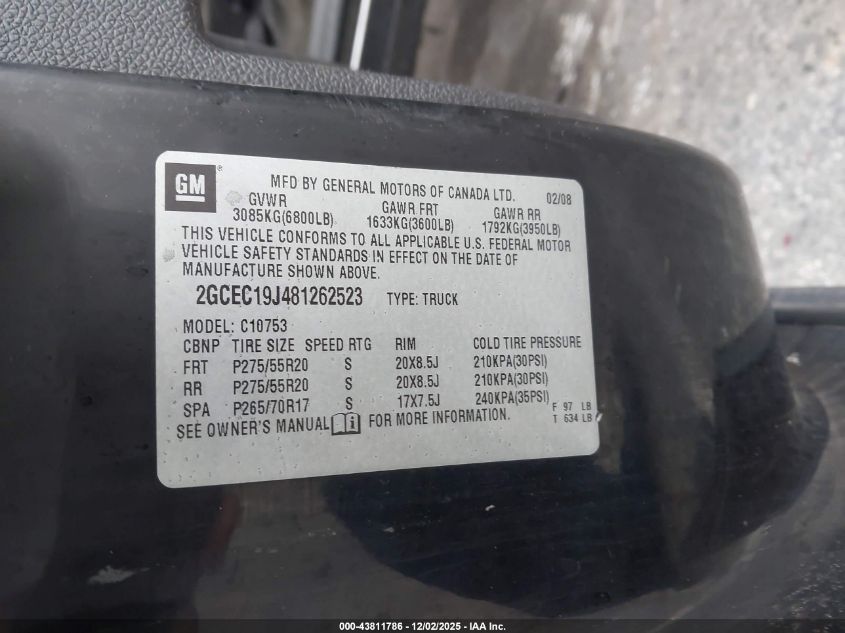 GM
MFD BY GENERAL MOTORS OF CANADA LTD. 02/08
GVWR GAWR FRT GAWR RR
3085KG(6800LB) 1633KG(3600LB) 1792KG(3950LB)
THIS VEHICLE CONFORMS TO ALL APPLICABLE U.S. FEDERAL MOTOR
VEHICLE SAFETY STANDARDS IN EFFECT ON THE DATE OF
MANUFACTURE SHOWN ABOVE.
2GCEC19J481262523 TYPE: TRUCK
MODEL: C10753
CBNP TIRE SIZE SPEED RTG RIM COLD TIRE PRESSURE
FRT P275/55R20 S 20X8.5J 210KPA(30PSI)
RR P275/55R20 S 20X8.5J 210KPA(30PSI)
SPA P265/70R17 S 17X7.5J 240KPA(35PSI)
SEE OWNER'S MANUAL FOR MORE INFORMATION.
F 97 LB
T 634 LB
000-43811786 - 12/02/2025 - IAA Inc.